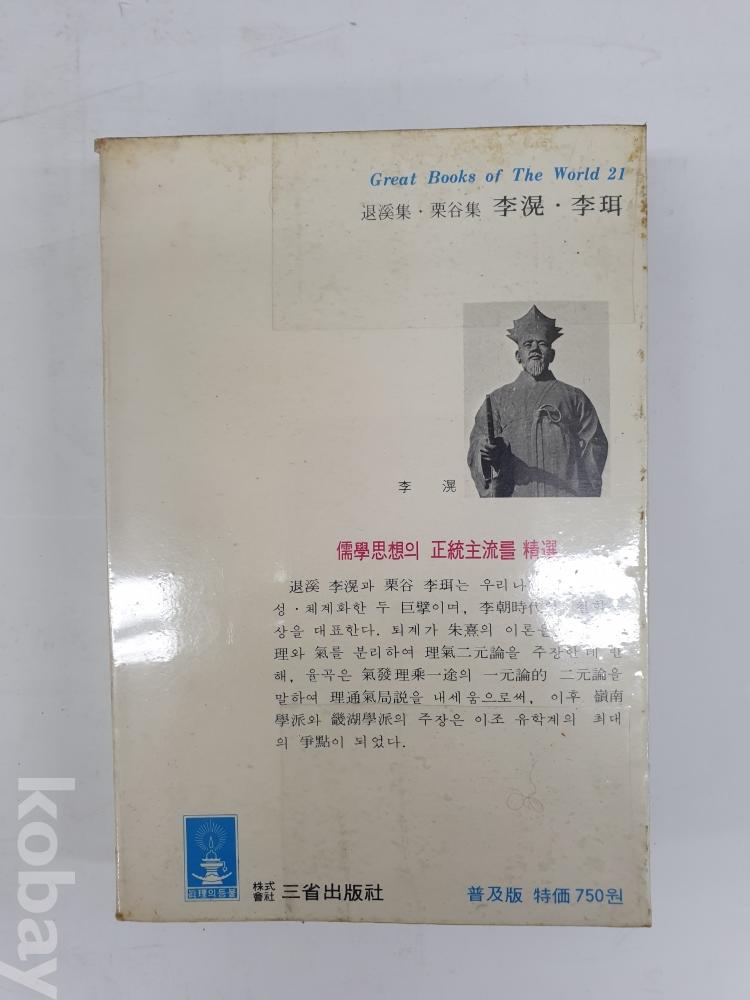 Great Books of The World 21
退溪集·栗谷集 李滉·李珥
李 滉
儒學思想의 正統主流를 精選
退溪 李滉과 栗谷 李珥는 우리나
성·체계화한 두 巨擘이며, 李朝時代
상을 대표한다. 퇴계가 朱熹의 이론을
理와 氣를 분리하여 理氣二元論을 주장한데 반
해, 율곡은 氣發理乘一途의 一元論的 二元論을
말하여 理通氣局説을 내세움으로써, 이후 嶺南
學派와 畿湖學派의 주장은 이조 유학계의 최대
의 爭點이 되었다.
眞理의등불
株式會社 三省出版社
普及版 特価 750원
kobay